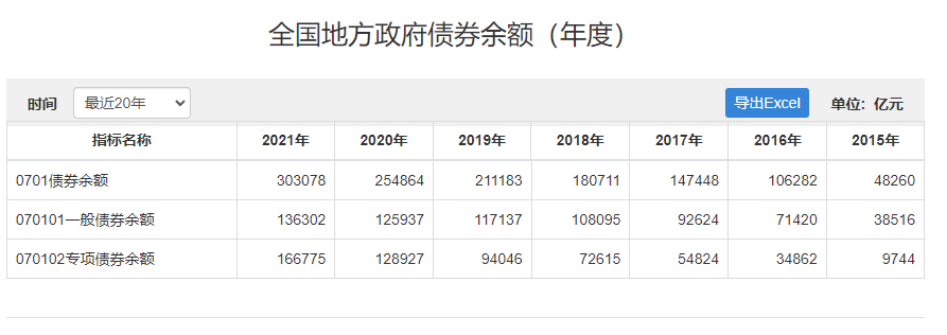 全国地方政府债券余额（年度）
时间 最近20年 导出Excel 单位: 亿元
指标名称 2021年 2020年 2019年 2018年 2017年 2016年 2015年
0701债券余额 303078 254864 211183 180711 147448 106282 48260
070101一般债券余额 136302 125937 117137 108095 92624 71420 38516
070102专项债券余额 166775 128927 94046 72615 54824 34862 9744